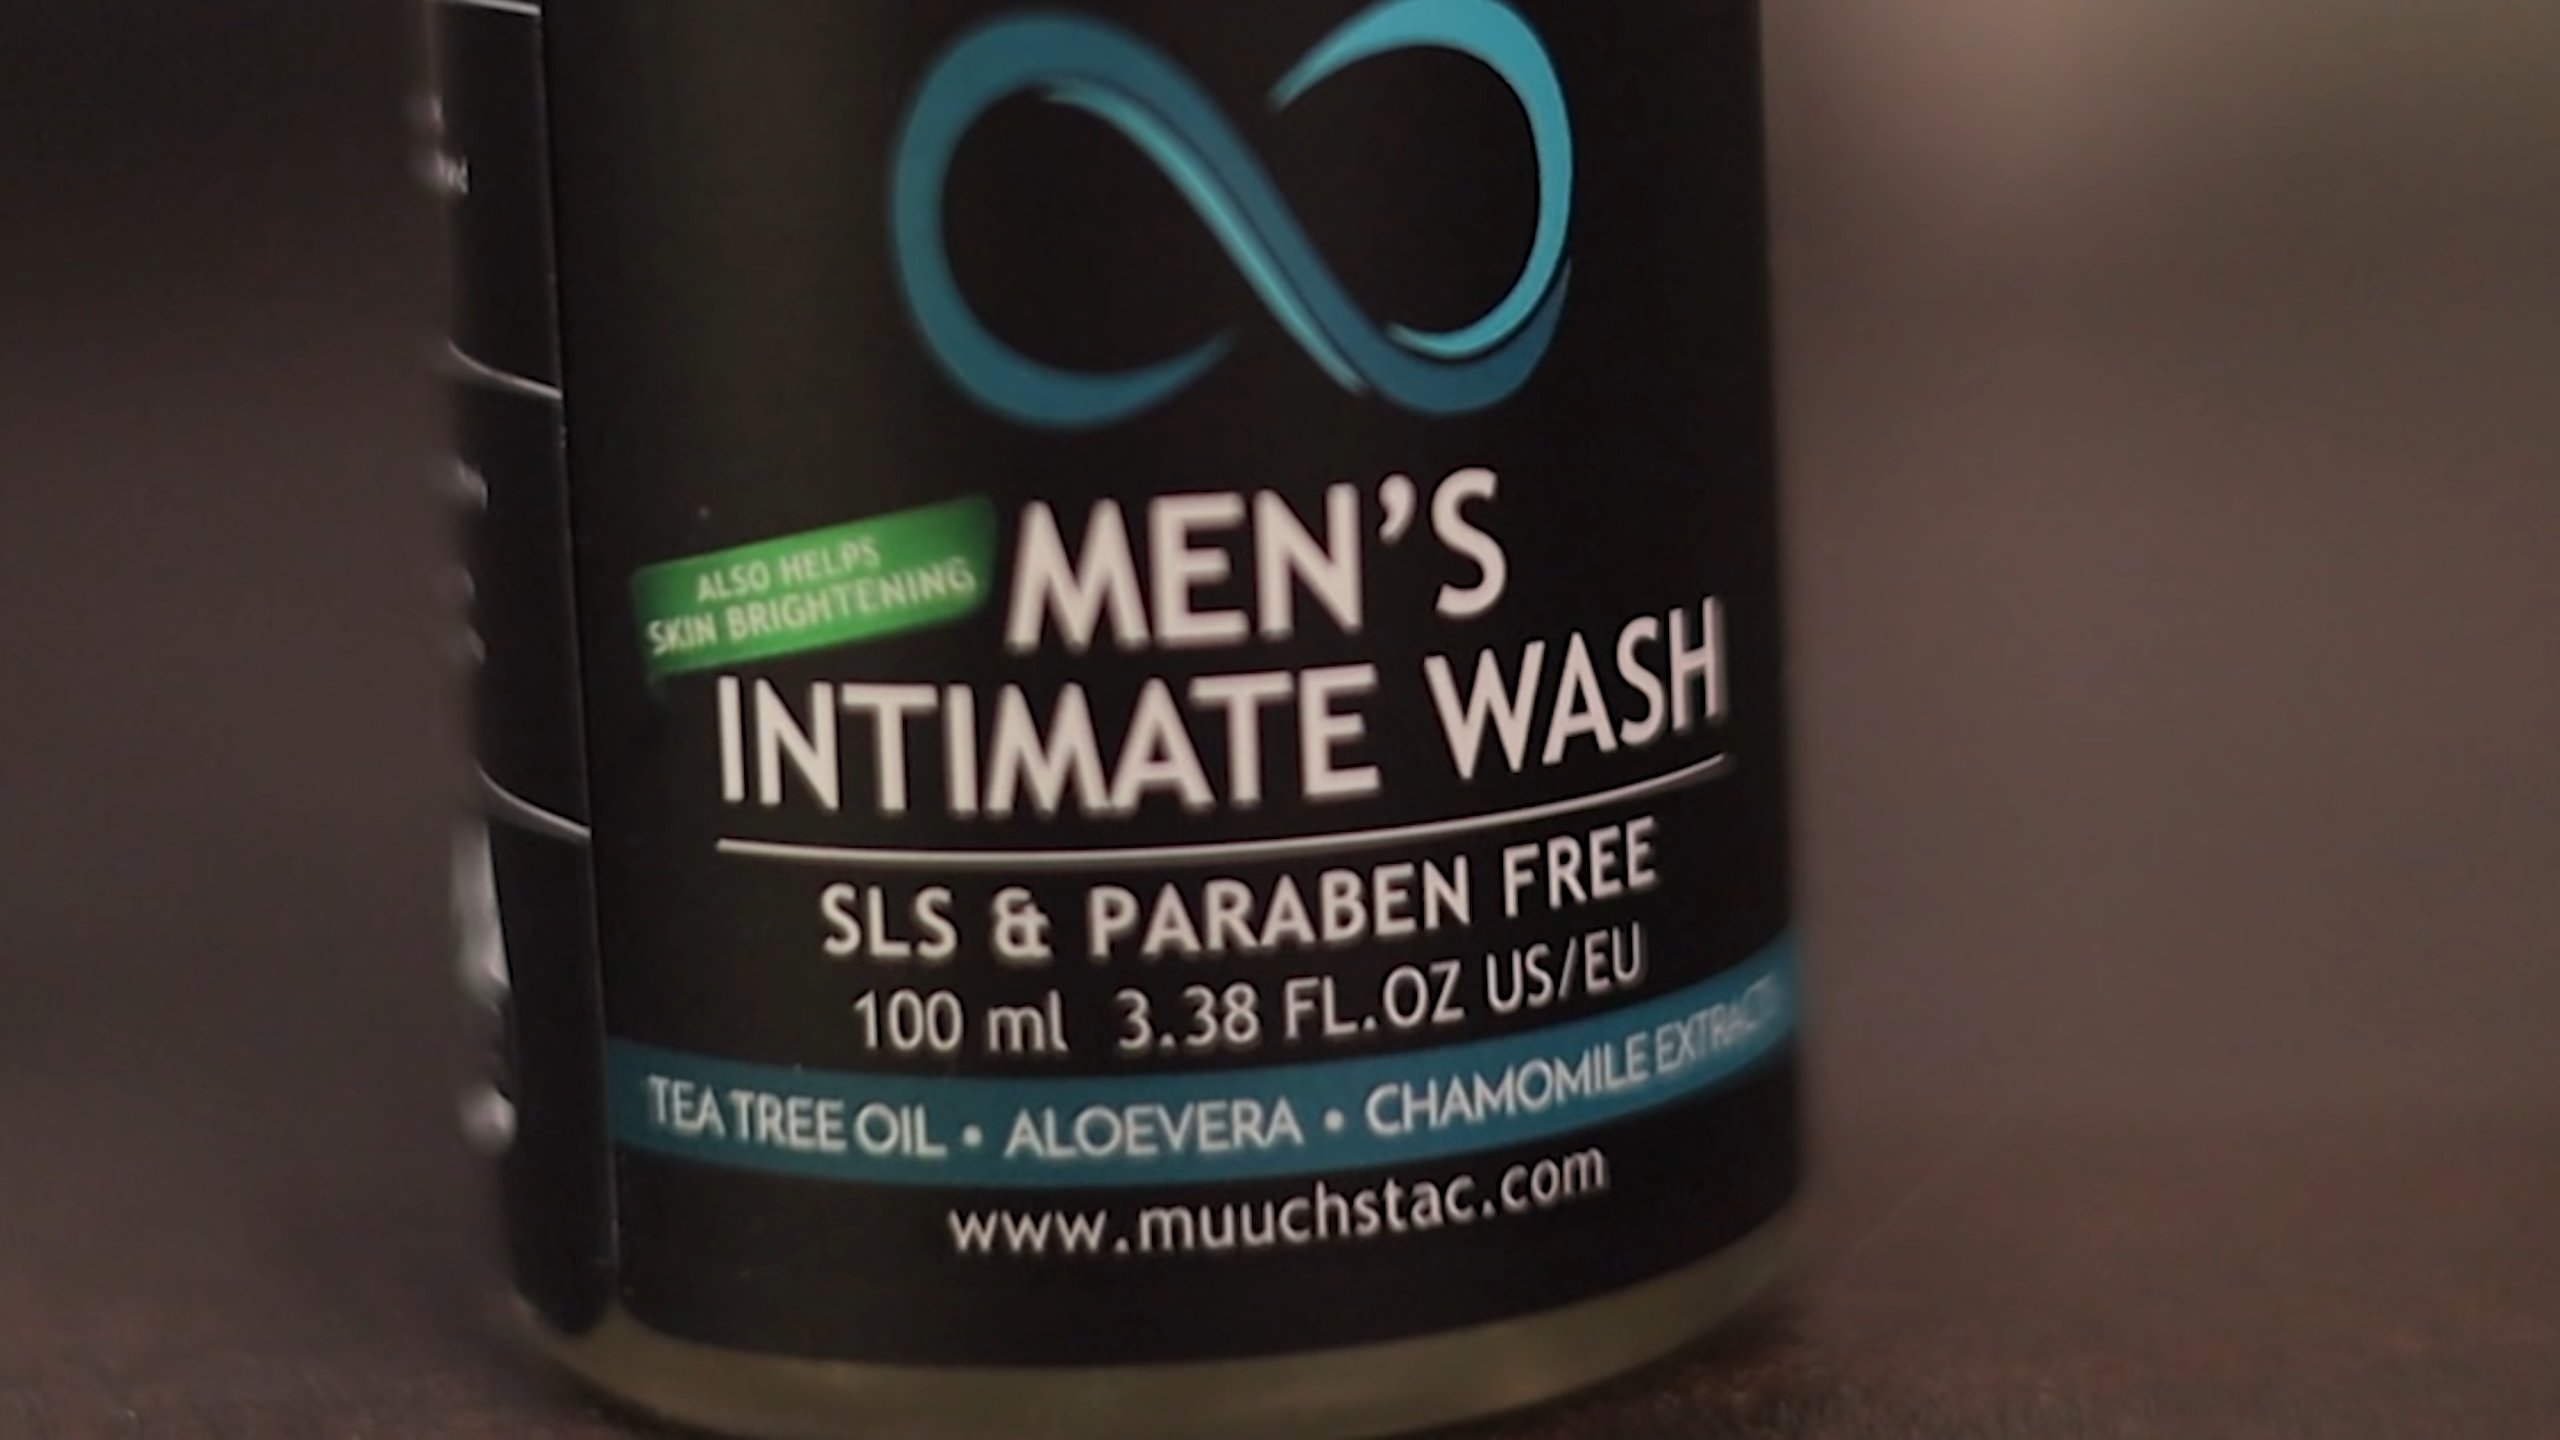 ALSO HELPS
SKIN BRIGHTENING
MEN'S
INTIMATE WASH
SLS & PARABEN FREE
100 ml 3.38 FL.OZ US/EU
TEA TREE OIL • ALOEVERA • CHAMOMILE EXTRACTS
www.muuchstac.com